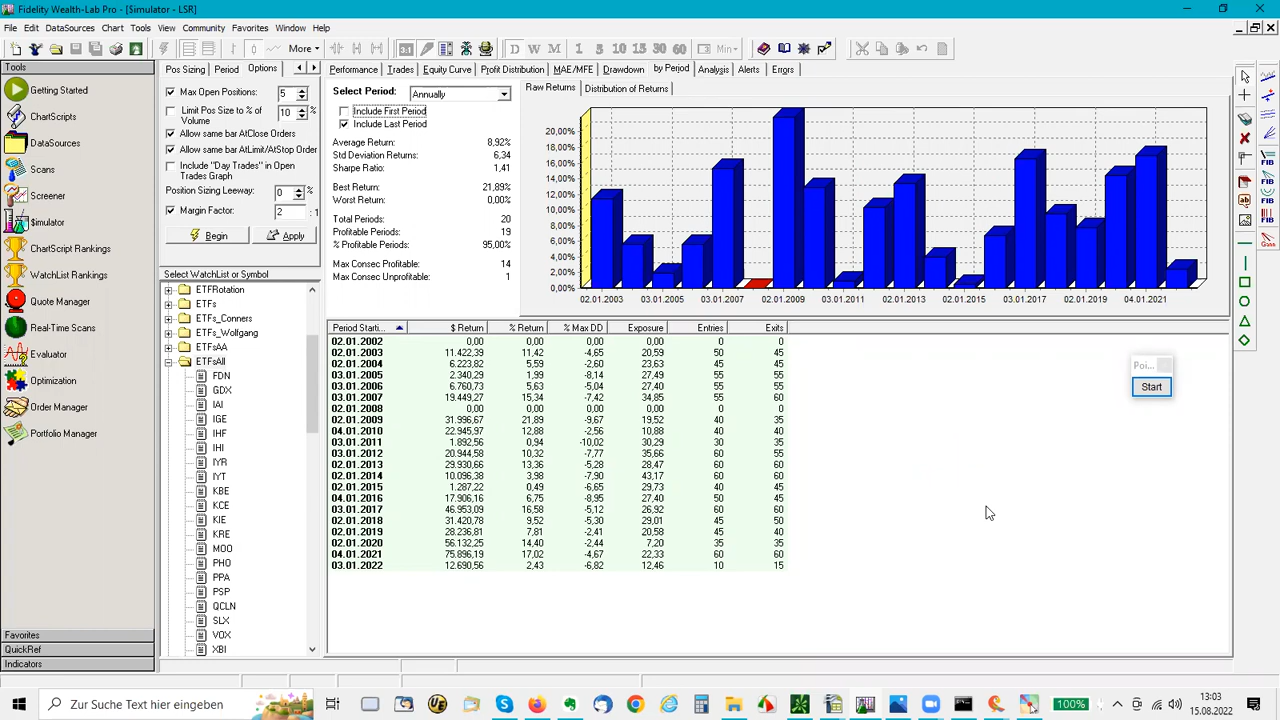 Fidelity Wealth-Lab Pro - [Simulator - LSR]
File Edit DataSources Chart Tools View Community Favorites Window Help
More D W M 1 5 10 15 30 60 Min
Tools
Getting Started
ChartScripts
DataSources
Scans
Screener
$imulator
ChartScript Rankings
WatchList Rankings
Quote Manager
Real-Time Scans
Evaluator
Optimization
Order Manager
Portfolio Manager
Favorites
QuickRef
Indicators
Pos Sizing Period Options
Max Open Positions: 5
Limit Pos Size to % of Volume 10 %
Allow same bar AtClose Orders
Allow same bar AtLimit/AtStop Order
Include "Day Trades" in Open Trades Graph
Position Sizing Leeway: 0 %
Margin Factor: 2 :1
Begin Apply
Select WatchList or Symbol
ETFRotation
ETFs
ETFs_Conners
ETFs_Wolfgang
ETFsAA
ETFsAll
FDN
GDX
IAI
IGE
IHF
IHI
IYR
IYT
KBE
KCE
KIE
KRE
MOO
PHO
PPA
PSP
QCLN
SLX
VOX
XBI
Performance Trades Equity Curve Profit Distribution MAE/MFE Drawdown by Period Analysis Alerts Errors
Select Period: Annually
Include First Period
Include Last Period
Average Return: 8,92%
Std Deviation Returns: 6,34
Sharpe Ratio: 1,41
Best Return: 21,89%
Worst Return: 0,00%
Total Periods: 20
Profitable Periods: 19
% Profitable Periods: 95,00%
Max Consec Profitable: 14
Max Consec Unprofitable: 1
Raw Returns Distribution of Returns
20,00%
18,00%
16,00%
14,00%
12,00%
10,00%
8,00%
6,00%
4,00%
2,00%
0,00%
02.01.2003 03.01.2005 03.01.2007 02.01.2009 03.01.2011 02.01.2013 02.01.2015 03.01.2017 02.01.2019 04.01.2021
Period Starti... $ Return % Return % Max DD Exposure Entries Exits
02.01.2002 0,00 0,00 0,00 0,00 0 0
02.01.2003 11.422,39 11,42 -4,65 20,59 50 45
02.01.2004 6.223,82 5,59 -2,60 23,63 45 45
03.01.2005 2.340,29 1,99 -8,14 27,49 55 55
03.01.2006 6.760,73 5,63 -5,04 27,40 55 55
03.01.2007 19.449,27 15,34 -7,42 34,85 55 60
02.01.2008 0,00 0,00 0,00 0,00 0 0
02.01.2009 31.996,67 21,89 -9,67 19,52 40 35
04.01.2010 22.945,97 12,88 -2,56 10,88 40 40
03.01.2011 1.892,56 0,94 -10,02 30,29 30 35
03.01.2012 20.944,58 10,32 -7,77 35,66 60 55
02.01.2013 29.930,66 13,36 -5,28 28,47 60 60
02.01.2014 10.096,38 3,98 -7,90 43,17 60 60
02.01.2015 1.287,22 0,49 -6,65 29,73 40 40
04.01.2016 17.906,16 6,75 -8,95 27,40 50 45
03.01.2017 46.953,09 16,58 -5,12 26,92 60 60
02.01.2018 31.420,78 9,52 -5,30 29,01 45 50
02.01.2019 28.236,81 7,81 -2,41 20,58 45 40
02.01.2020 56.132,25 14,40 -2,44 7,20 35 35
04.01.2021 75.896,19 17,02 -4,67 22,33 60 60
03.01.2022 12.690,56 2,43 -6,82 12,46 10 15
Poi...
Start
FIB
FIB
FIB
FIB
Gann
Zur Suche Text hier eingeben
100%
13:03
15.08.2022